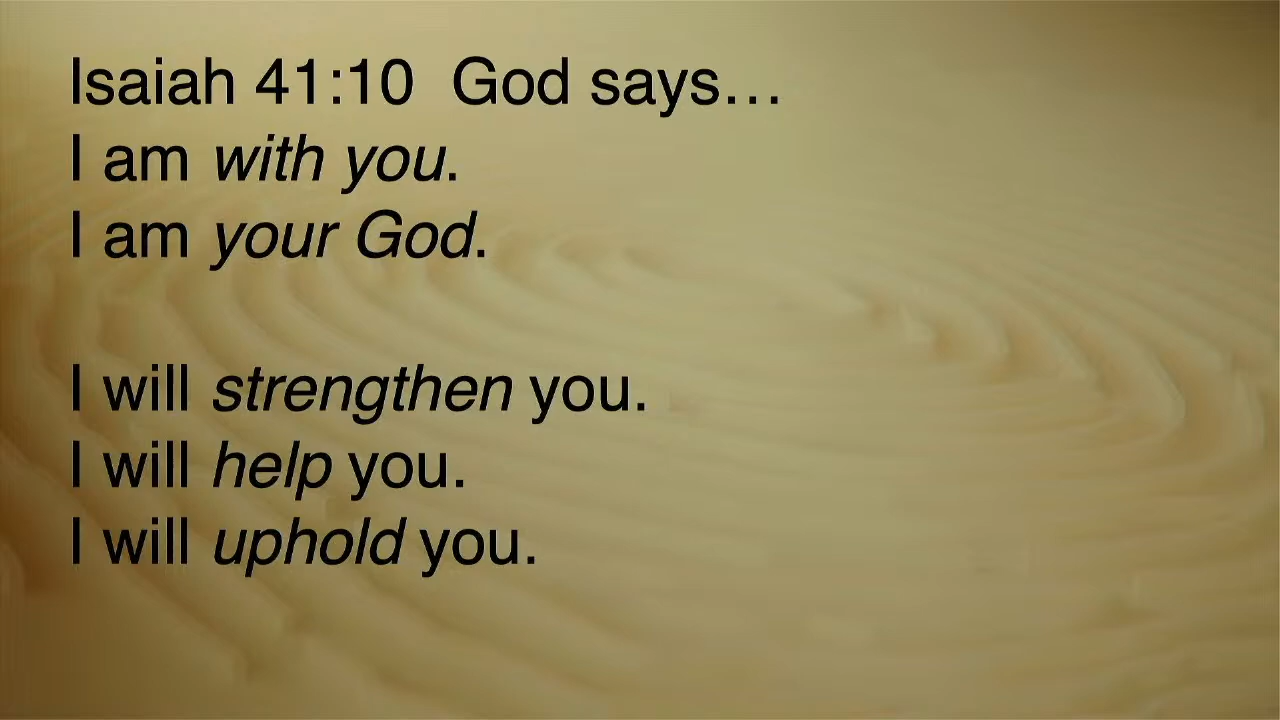 Isaiah 41:10  God says…
I am with you.
I am your God.
I will strengthen you.
I will help you.
I will uphold you.